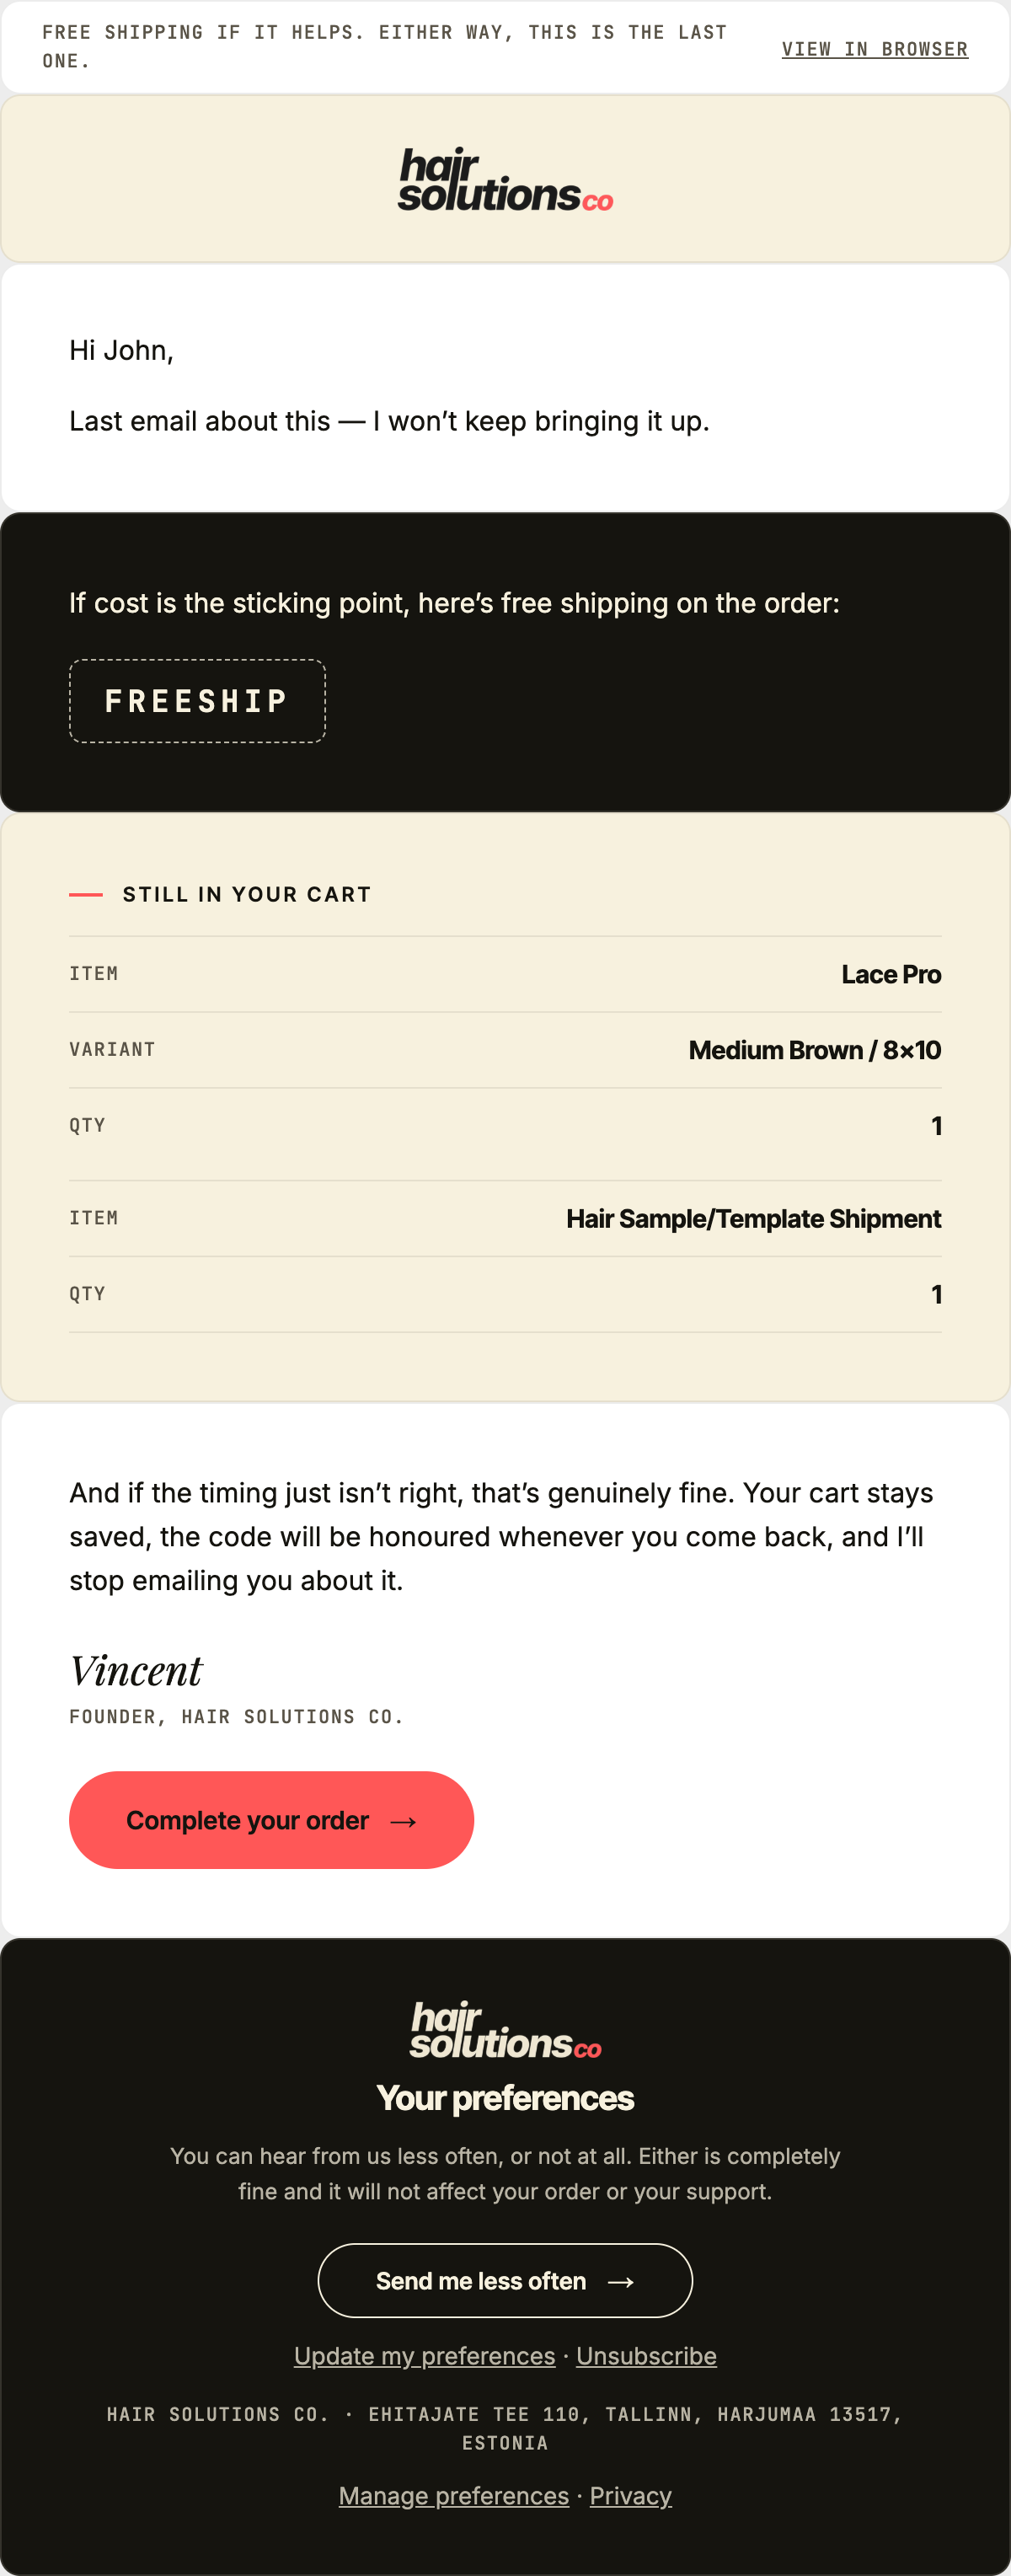 FREE SHIPPING IF IT HELPS. EITHER WAY, THIS IS THE LAST
ONE.
VIEW IN BROWSER
hair
solutions co
Hi John,
Last email about this — I won’t keep bringing it up.
If cost is the sticking point, here’s free shipping on the order:
FREESHIP
STILL IN YOUR CART
ITEM Lace Pro
VARIANT Medium Brown / 8×10
QTY 1
ITEM Hair Sample/Template Shipment
QTY 1
And if the timing just isn’t right, that’s genuinely fine. Your cart stays
saved, the code will be honoured whenever you come back, and I’ll
stop emailing you about it.
Vincent
FOUNDER, HAIR SOLUTIONS CO.
Complete your order →
hair
solutions co
Your preferences
You can hear from us less often, or not at all. Either is completely
fine and it will not affect your order or your support.
Send me less often →
Update my preferences · Unsubscribe
HAIR SOLUTIONS CO. · EHITAJATE TEE 110, TALLINN, HARJUMAA 13517,
ESTONIA
Manage preferences · Privacy